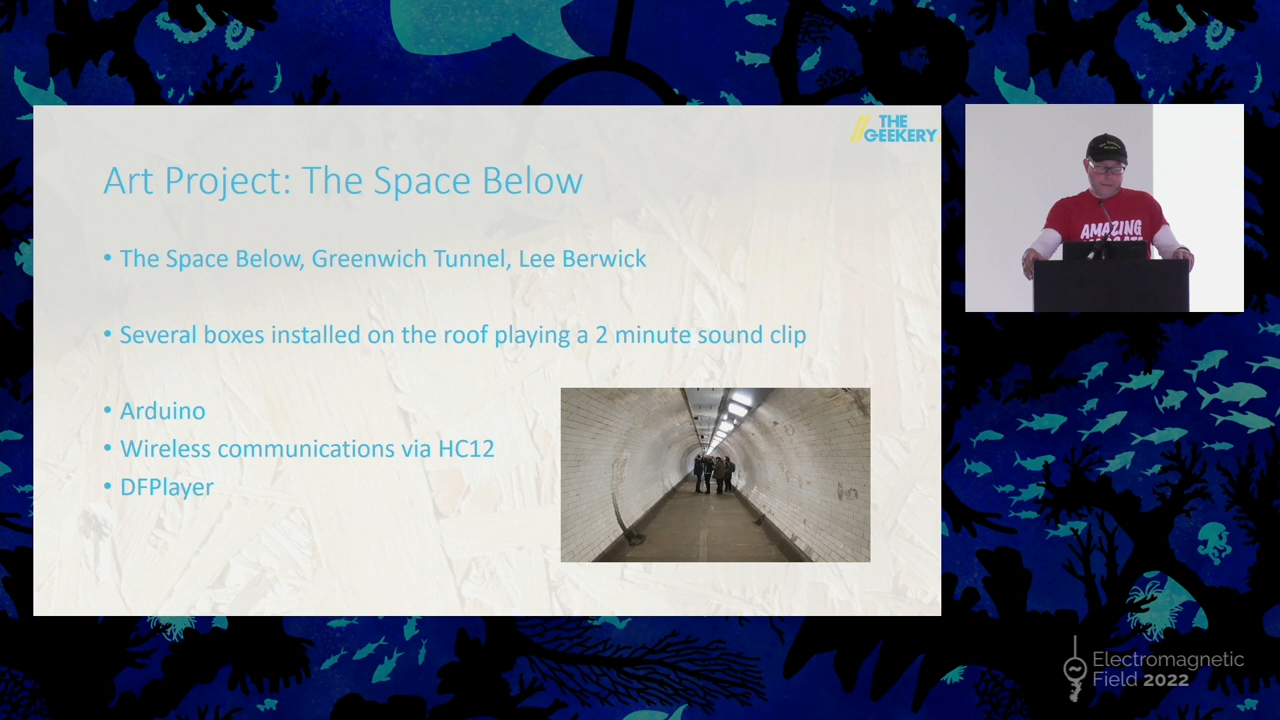 THE
GEEKERY
Art Project: The Space Below
• The Space Below, Greenwich Tunnel, Lee Berwick
• Several boxes installed on the roof playing a 2 minute sound clip
• Arduino
• Wireless communications via HC12
• DFPlayer
AMAZING
Electromagnetic
Field 2022